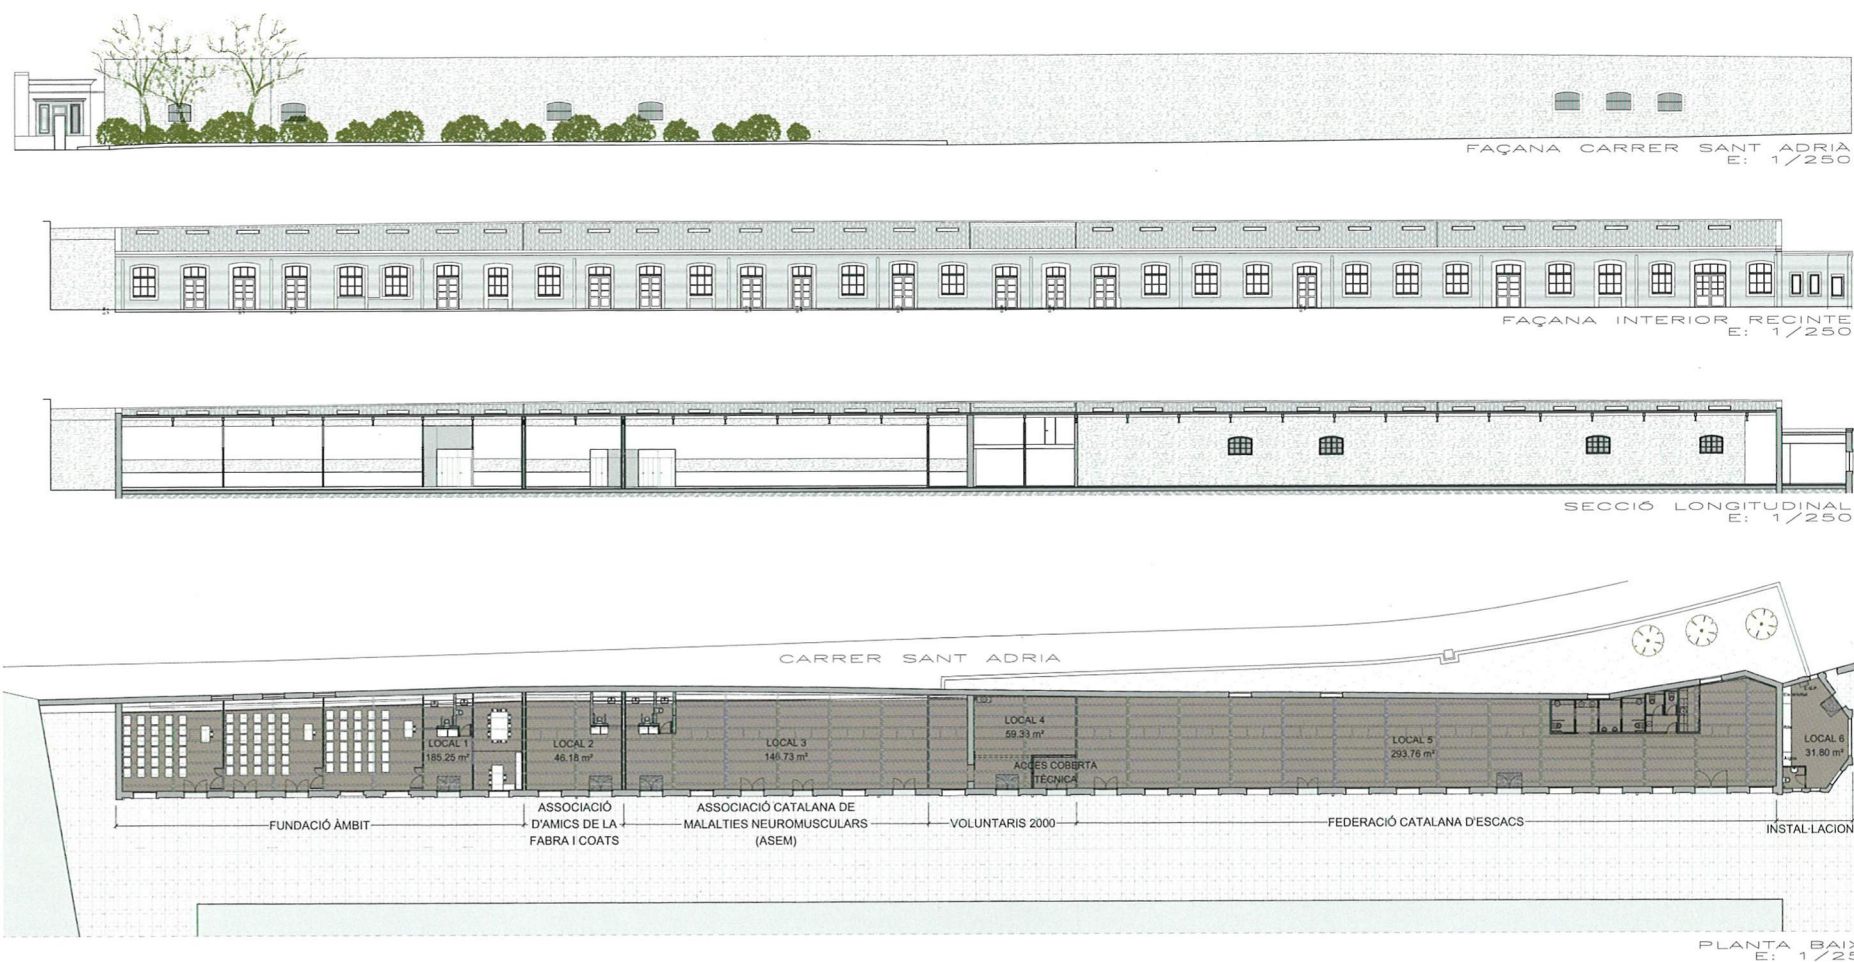 FAÇANA CARRER SANT ADRIÀ
E: 1/250
FAÇANA INTERIOR RECINTE
E: 1/250
SECCIÓ LONGITUDINAL
E: 1/250
CARRER SANT ADRIA
LOCAL 1
185.25 m²
LOCAL 2
46.18 m²
LOCAL 3
146.73 m²
LOCAL 4
59.33 m²
ACCÉS COBERTA
TÈCNICA
LOCAL 5
293.76 m²
LOCAL 6
31.80 m²
FUNDACIÓ ÀMBIT
ASSOCIACIÓ
D'AMICS DE LA
FABRA I COATS
ASSOCIACIÓ CATALANA DE
MALALTIES NEUROMUSCULARS
(ASEM)
VOLUNTARIS 2000
FEDERACIÓ CATALANA D'ESCACS
INSTAL·LACION
PLANTA BAIX
E: 1/25